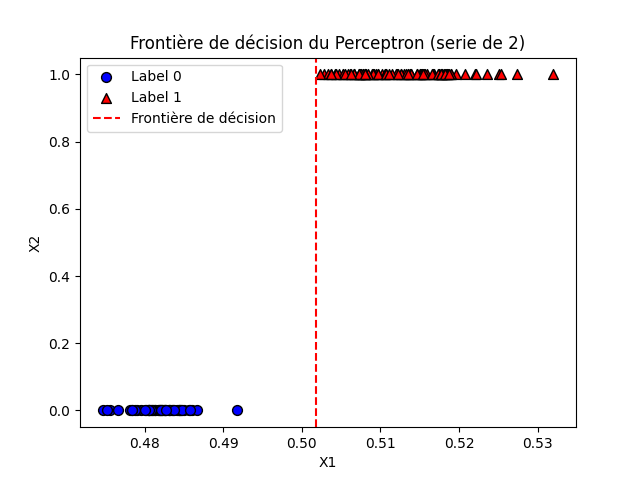 Frontière de décision du Perceptron (serie de 2)
Label 0
Label 1
Frontière de décision
1.0
0.8
0.6
0.4
0.2
0.0
X2
0.48 0.49 0.50 0.51 0.52 0.53
X1